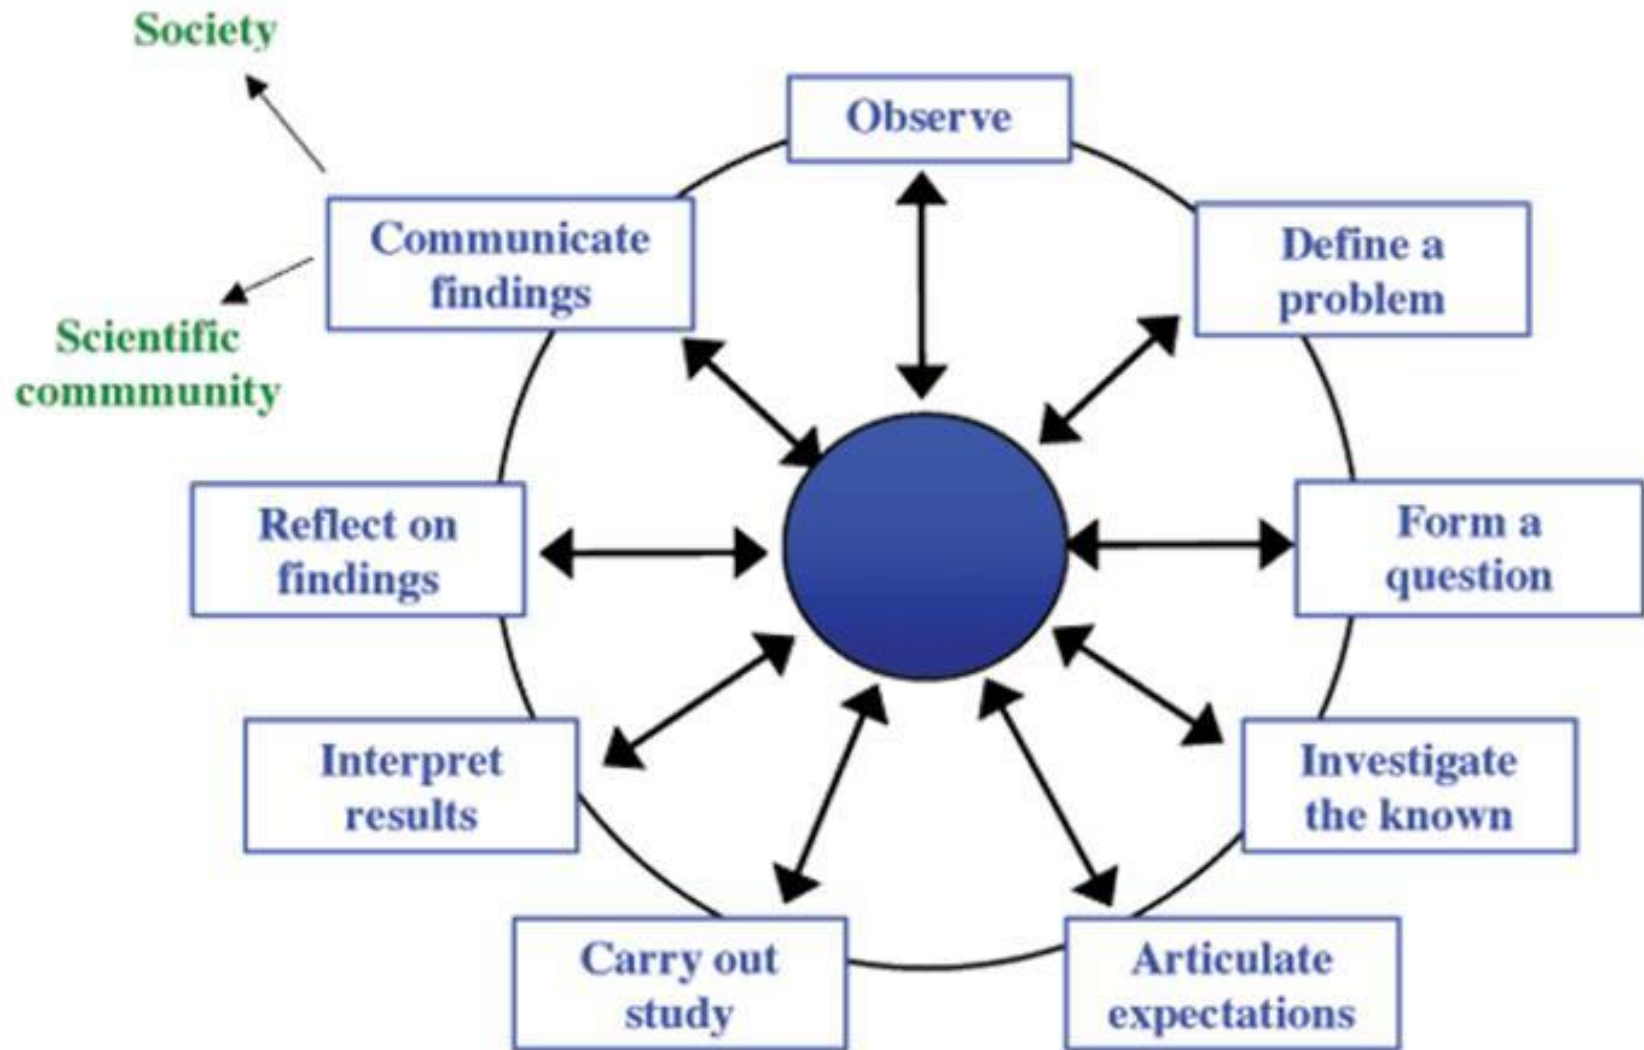 Society
Observe
Communicate
findings
Define a
problem
Scientific
commmunity
Reflect on
findings
Form a
question
Interpret
results
Investigate
the known
Carry out
study
Articulate
expectations